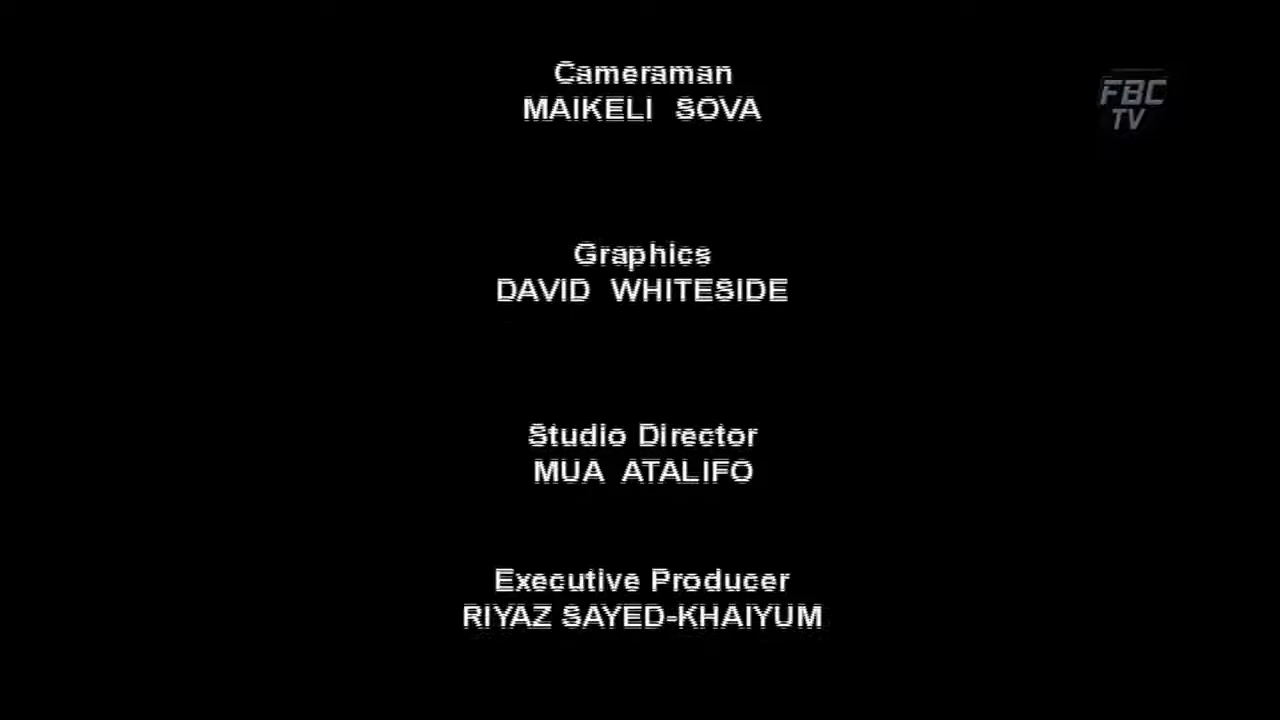 Cameraman
MAIKELI SOVA
FBC
TV
Graphics
DAVID WHITESIDE
Studio Director
MUA ATALIFO
Executive Producer
RIYAZ SAYED-KHAIYUM